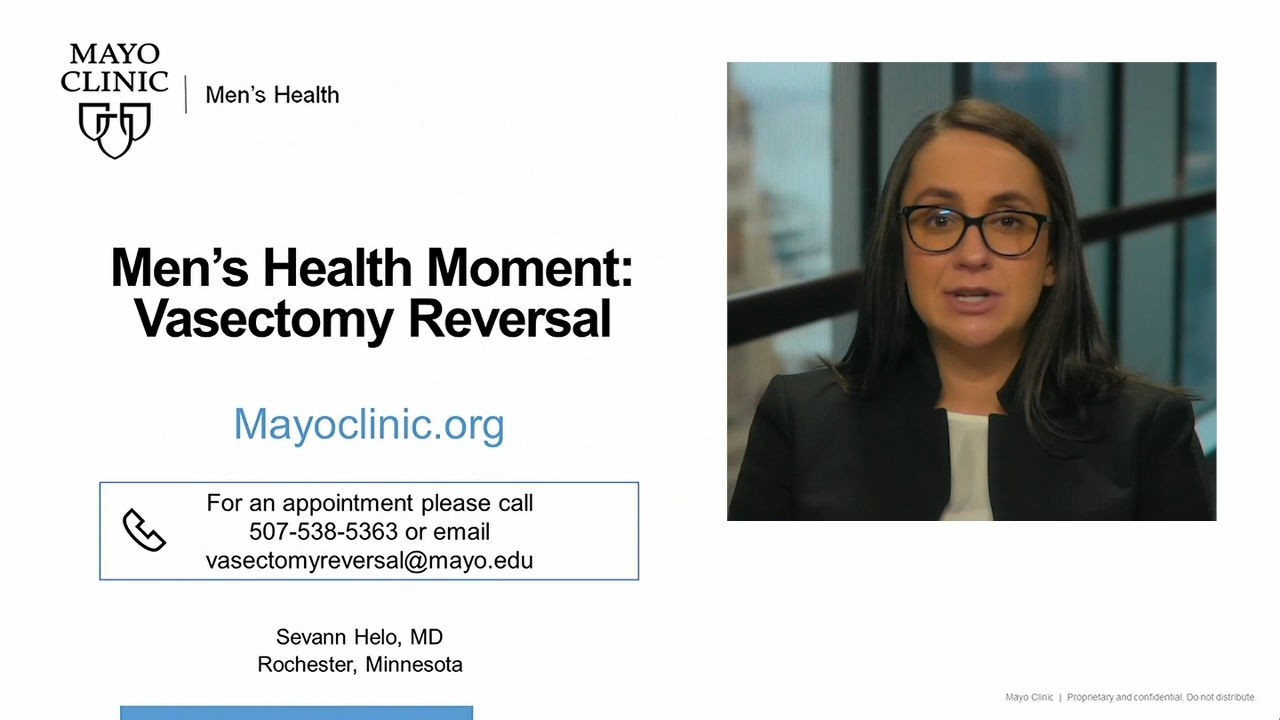 MAYO
CLINIC
Men’s Health
Men’s Health Moment:
Vasectomy Reversal
Mayoclinic.org
For an appointment please call
507-538-5363 or email
vasectomyreversal@mayo.edu
Sevann Helo, MD
Rochester, Minnesota
Mayo Clinic | Proprietary and confidential. Do not distribute.